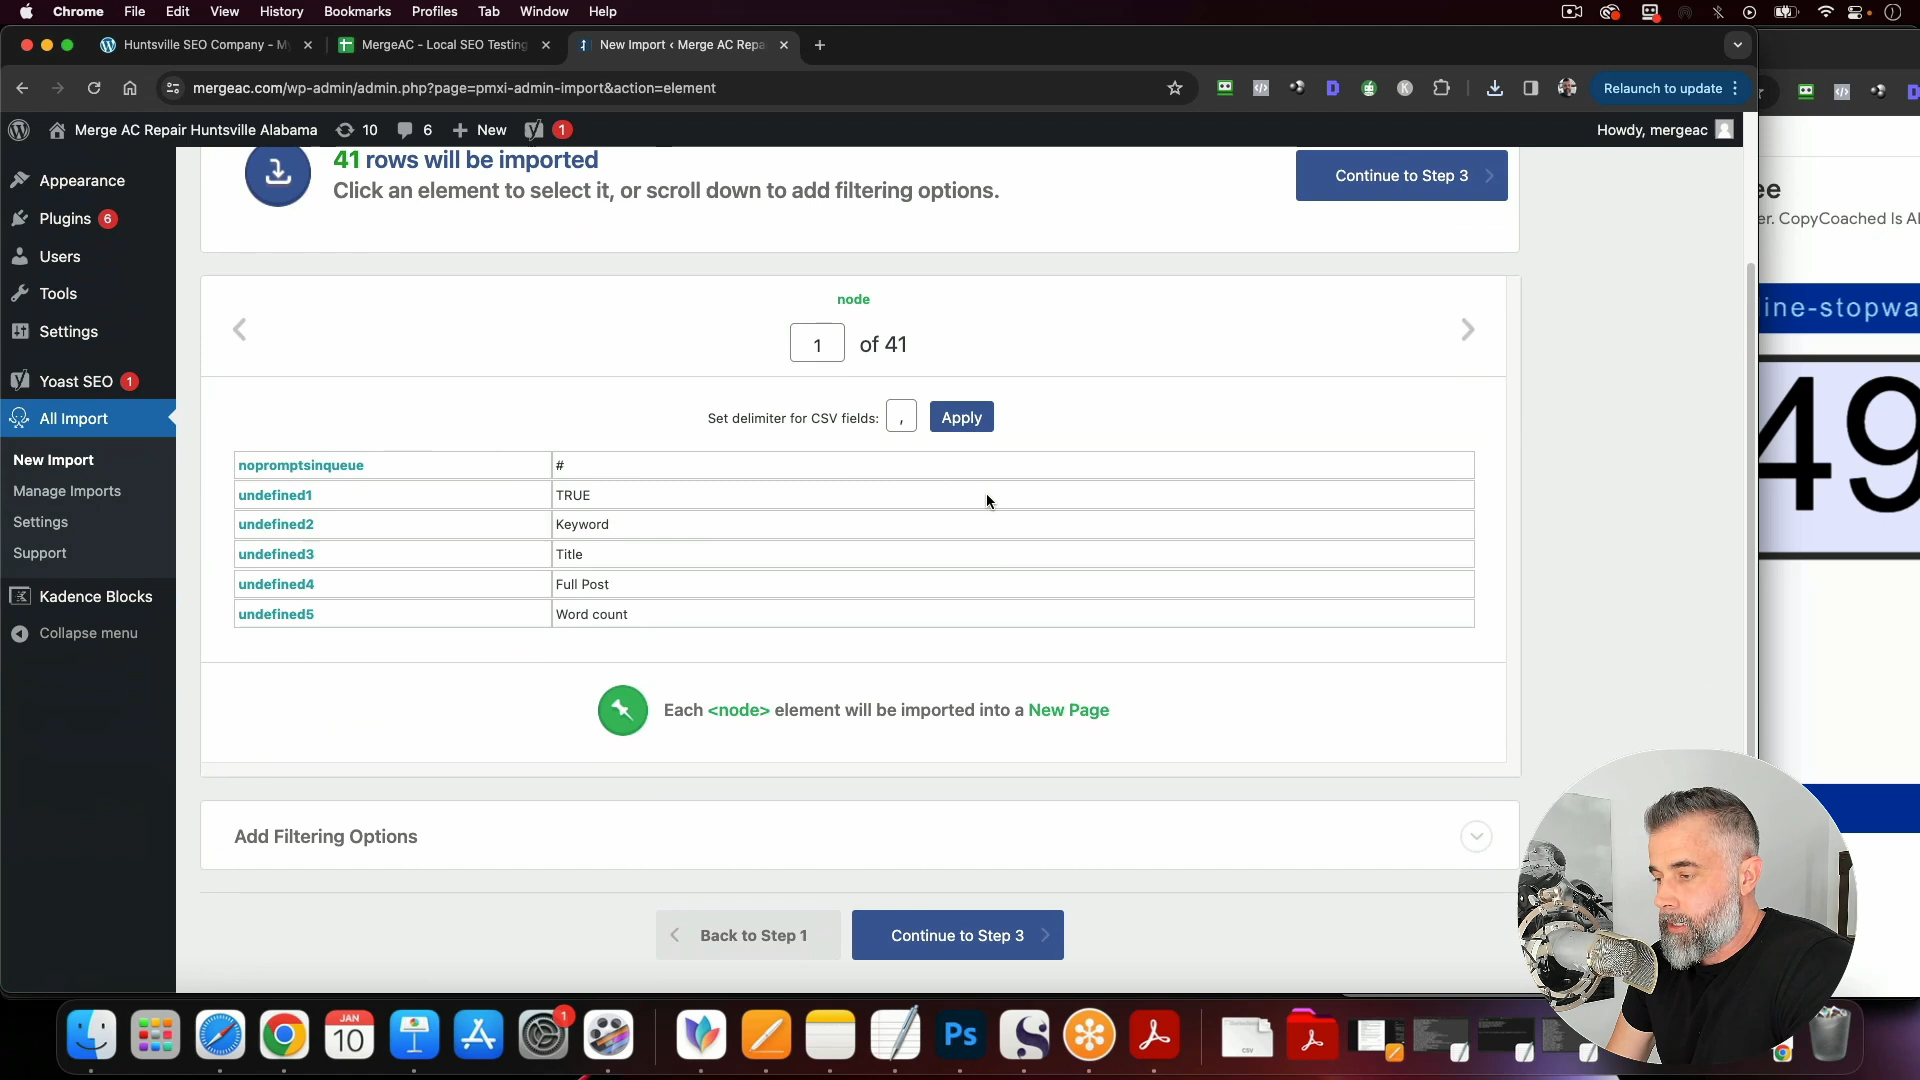 Chrome File Edit View History Bookmarks Profiles Tab Window Help
Huntsville SEO Company - M
MergeAC - Local SEO Testing
New Import ‹ Merge AC Repa
mergeac.com/wp-admin/admin.php?page=pmxi-admin-import&action=element
Relaunch to update
Merge AC Repair Huntsville Alabama 10 6 New 1
Howdy, mergeac
Appearance
Plugins 6
Users
Tools
Settings
Yoast SEO 1
All Import
New Import
Manage Imports
Settings
Support
Kadence Blocks
Collapse menu
41 rows will be imported
Click an element to select it, or scroll down to add filtering options.
Continue to Step 3
node
1 of 41
Set delimiter for CSV fields: , Apply
nopromptsinqueue #
undefined1 TRUE
undefined2 Keyword
undefined3 Title
undefined4 Full Post
undefined5 Word count
Each <node> element will be imported into a New Page
Add Filtering Options
Back to Step 1
Continue to Step 3
ee
er. CopyCoached Is Al
line-stopwa
49
JAN
10
1
Ps
CSV